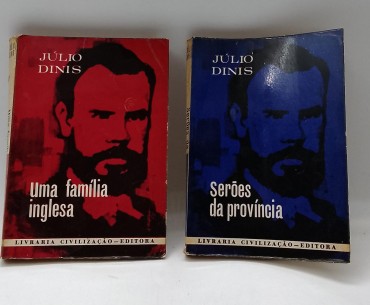 JÚLIO
DINIS
Uma família
inglesa
LIVRARIA CIVILIZAÇÃO – EDITORA
JÚLIO
DINIS
Serões
da província
LIVRARIA CIVILIZAÇÃO – EDITORA